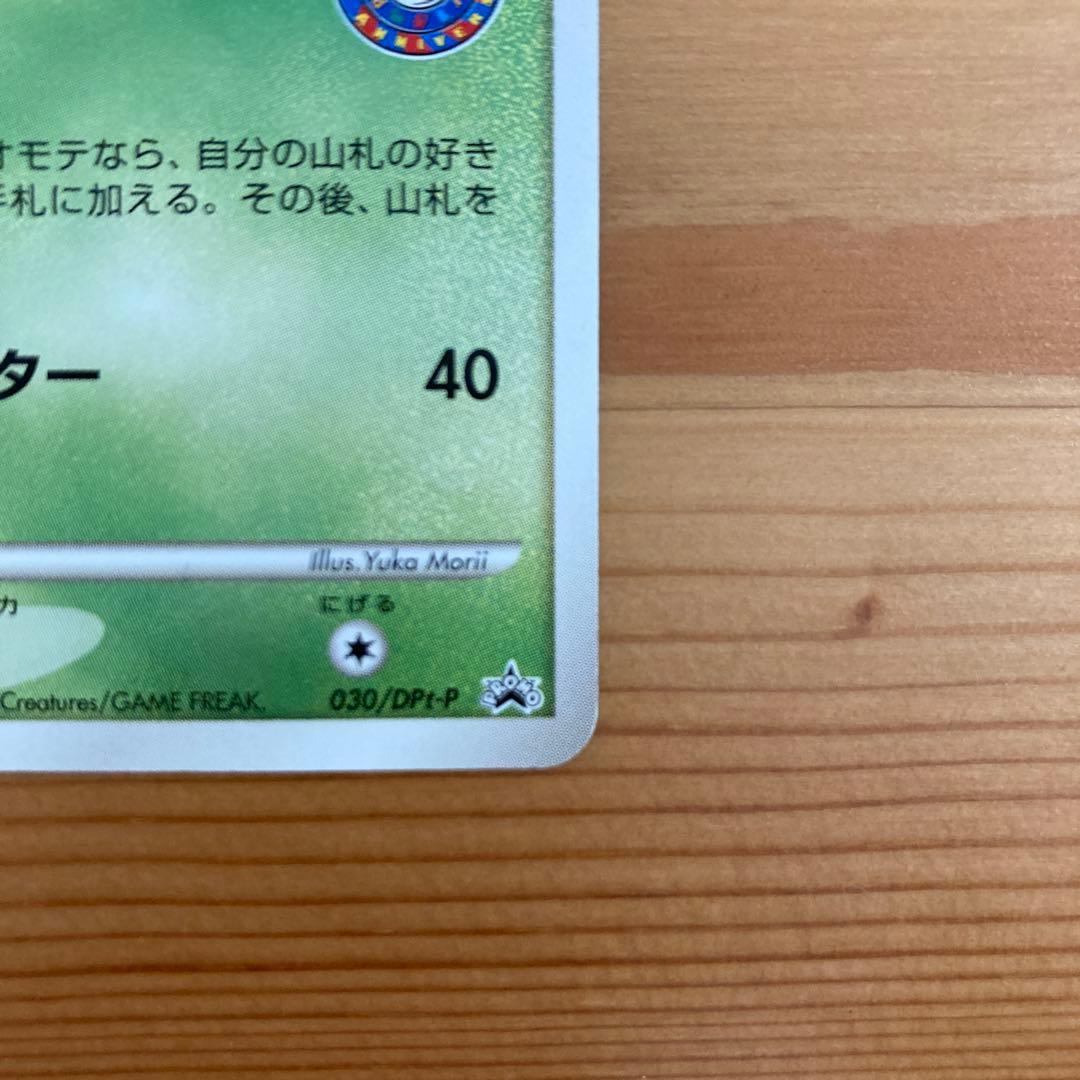 ANNIVER
オモテなら、自分の山札の好き
手札に加える。その後、山札を
ター 40
Illus. Yuka Morii
力 にげる
Creatures/GAME FREAK. 030/DPt-P PROMO